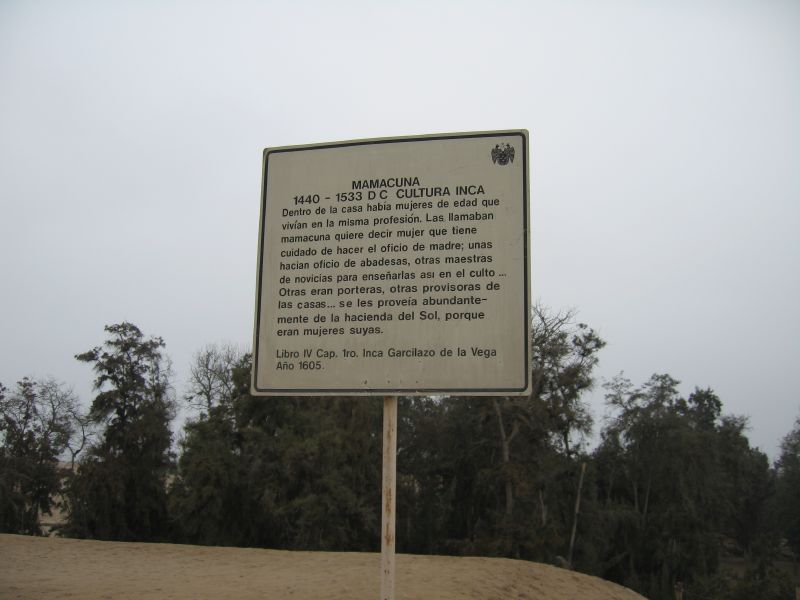 MAMACUNA
1440 - 1533 D C CULTURA INCA
Dentro de la casa habia mujeres de edad que
vivían en la misma profesión. Las llamaban
mamacuna quiere decir mujer que tiene
cuidado de hacer el oficio de madre; unas
hacian oficio de abadesas, otras maestras
de novicias para enseñarlas asi en el culto ...
Otras eran porteras, otras provisoras de
las casas... se les proveía abundante-
mente de la hacienda del Sol, porque
eran mujeres suyas.
Libro IV Cap. 1ro. Inca Garcilazo de la Vega
Año 1605.